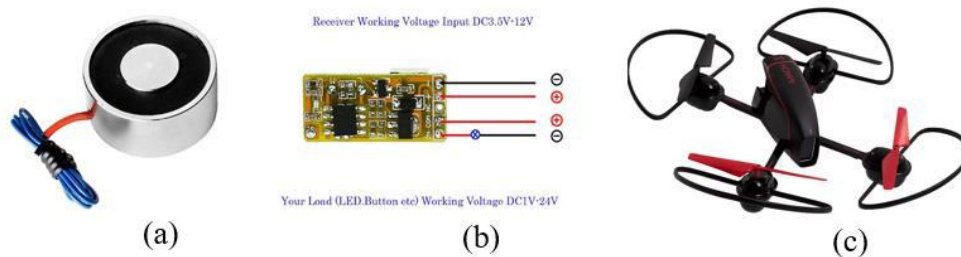 Receiver Working Voltage Input DC3.5V-12V
Your Load (LED.Button etc) Working Voltage DC1V-24V
(a)
(b)
(c)